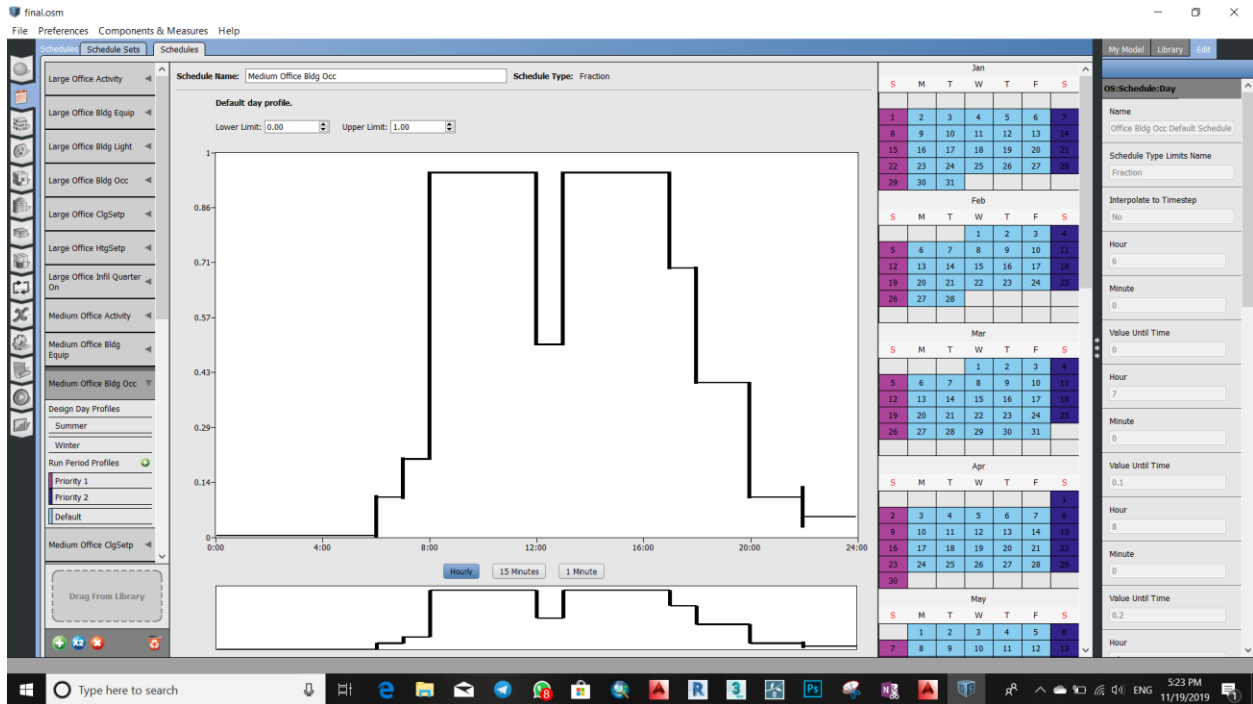 final.osm
File Preferences Components & Measures Help
Schedules Schedule Sets Schedules
My Model Library Edit
Large Office Activity
Large Office Bldg Equip
Large Office Bldg Light
Large Office Bldg Occ
Large Office ClgSetp
Large Office HtgSetp
Large Office Infil Quarter
On
Medium Office Activity
Medium Office Bldg
Equip
Medium Office Bldg Occ
Design Day Profiles
Summer
Winter
Run Period Profiles
Priority 1
Priority 2
Default
Medium Office ClgSetp
Drag From Library
X2
Schedule Name: Medium Office Bldg Occ Schedule Type: Fraction
Default day profile.
Lower Limit: 0.00 Upper Limit: 1.00
1
0.86
0.71
0.57
0.43
0.29
0.14
0
0:00 4:00 8:00 12:00 16:00 20:00 24:00
Hourly 15 Minutes 1 Minute
Jan
S M T W T F S
1 2 3 4 5 6 7
8 9 10 11 12 13 14
15 16 17 18 19 20 21
22 23 24 25 26 27 28
29 30 31
Feb
S M T W T F S
1 2 3 4
5 6 7 8 9 10 11
12 13 14 15 16 17 18
19 20 21 22 23 24 25
26 27 28
Mar
S M T W T F S
1 2 3 4
5 6 7 8 9 10 11
12 13 14 15 16 17 18
19 20 21 22 23 24 25
26 27 28 29 30 31
Apr
S M T W T F S
1
2 3 4 5 6 7 8
9 10 11 12 13 14 15
16 17 18 19 20 21 22
23 24 25 26 27 28 29
30
May
S M T W T F S
1 2 3 4 5 6
7 8 9 10 11 12 13
OS:Schedule:Day
Name
Office Bldg Occ Default Schedule
Schedule Type Limits Name
Fraction
Interpolate to Timestep
No
Hour
6
Minute
0
Value Until Time
0
Hour
7
Minute
0
Value Until Time
0.1
Hour
8
Minute
0
Value Until Time
0.2
Hour
Type here to search
ENG
5:23 PM
11/19/2019